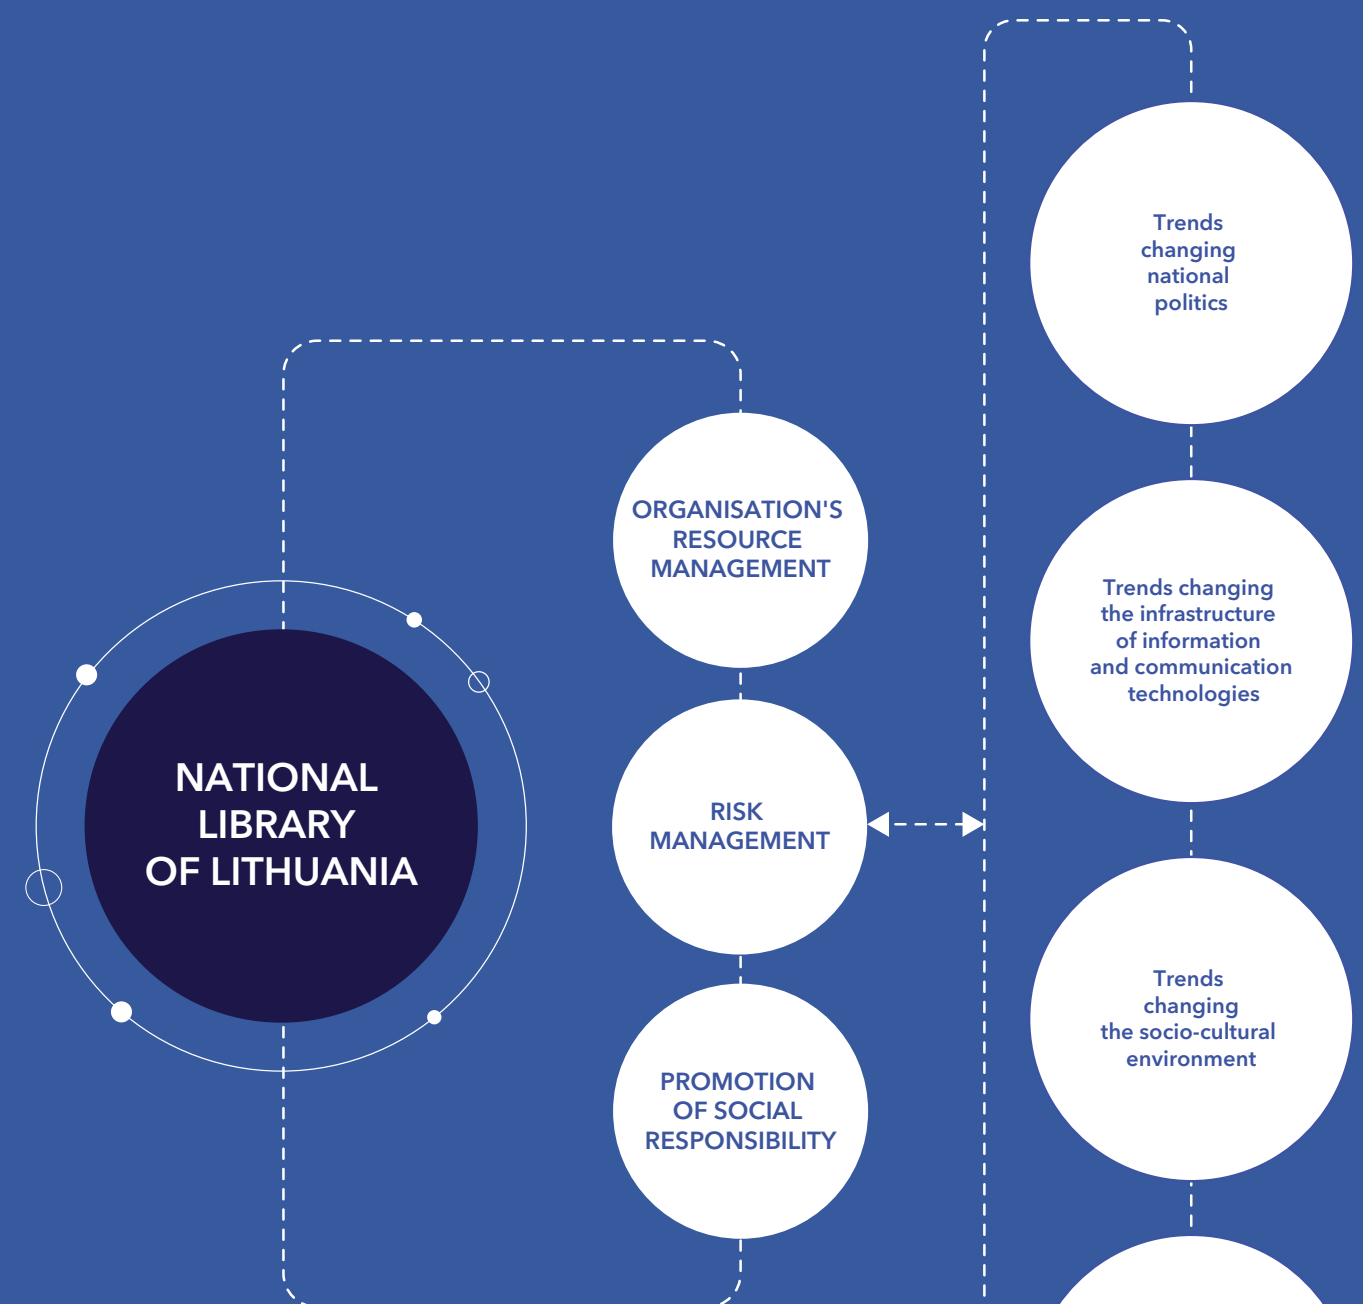 NATIONAL
LIBRARY
OF LITHUANIA
ORGANISATION'S
RESOURCE
MANAGEMENT
RISK
MANAGEMENT
PROMOTION
OF SOCIAL
RESPONSIBILITY
Trends
changing
national
politics
Trends changing
the infrastructure
of information
and communication
technologies
Trends
changing
the socio-cultural
environment